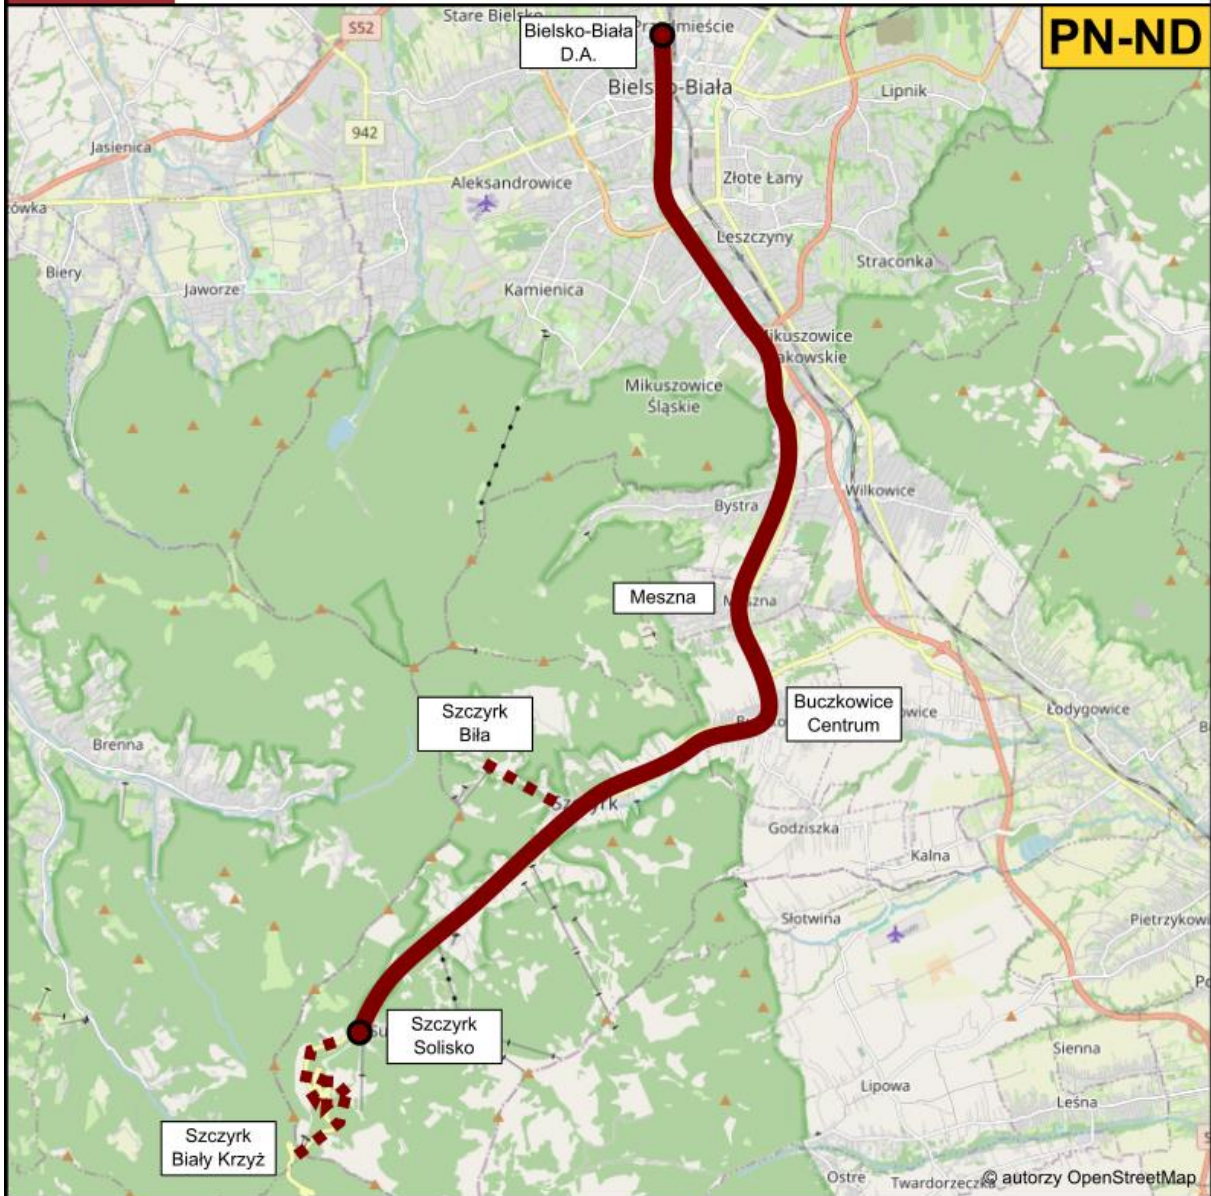 Stare Bielsko
S52
Bielsko-Biała
D.A.
PN-ND
Bielsko-Biała
Lipnik
942
Jasienica
Aleksandrowice
Złote Łany
Leszczyny
Straconka
Biery
Jaworze
Kamienica
Mikuszowice
Śląskie
Wilkowice
Bystra
Meszna
Buczkowice
Centrum
Szczyrk
Biła
Łodygowice
Brenna
Szczyrk
Godziszka
Kalna
Słotwina
Szczyrk
Solisko
Sienna
Lipowa
Leśna
Szczyrk
Biały Krzyż
Ostre
Twardorzeczka
© autorzy OpenStreetMap